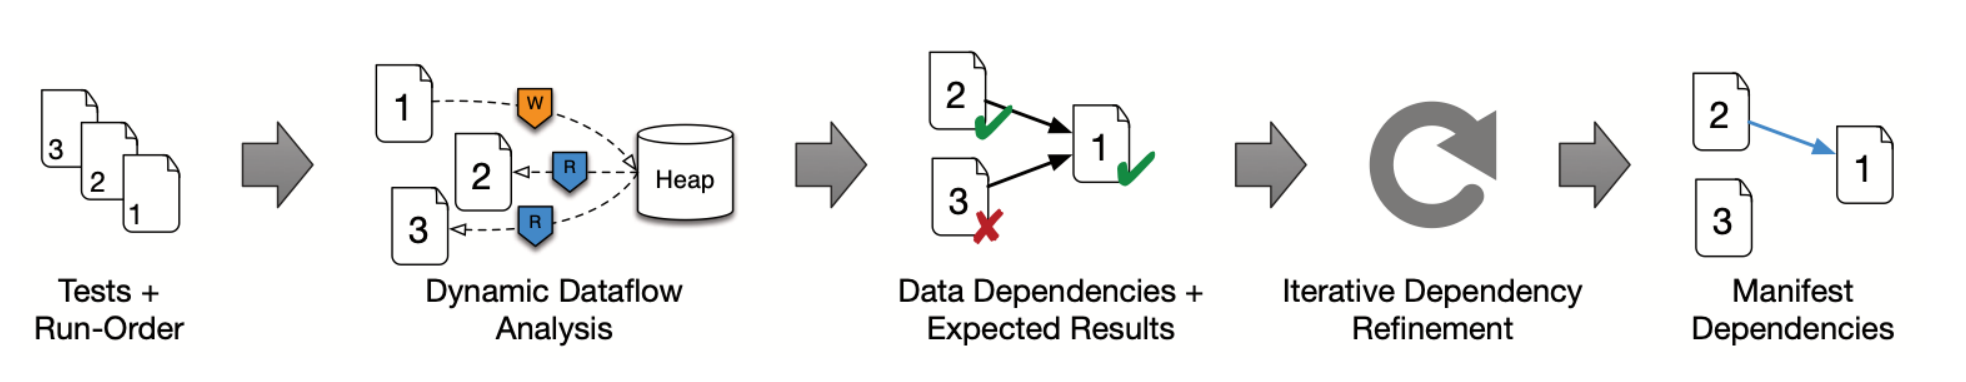 3
2
1
Tests +
Run-Order
1
W
2
R
3
R
Heap
Dynamic Dataflow
Analysis
2
3
1
Data Dependencies +
Expected Results
Iterative Dependency
Refinement
2
1
3
Manifest
Dependencies